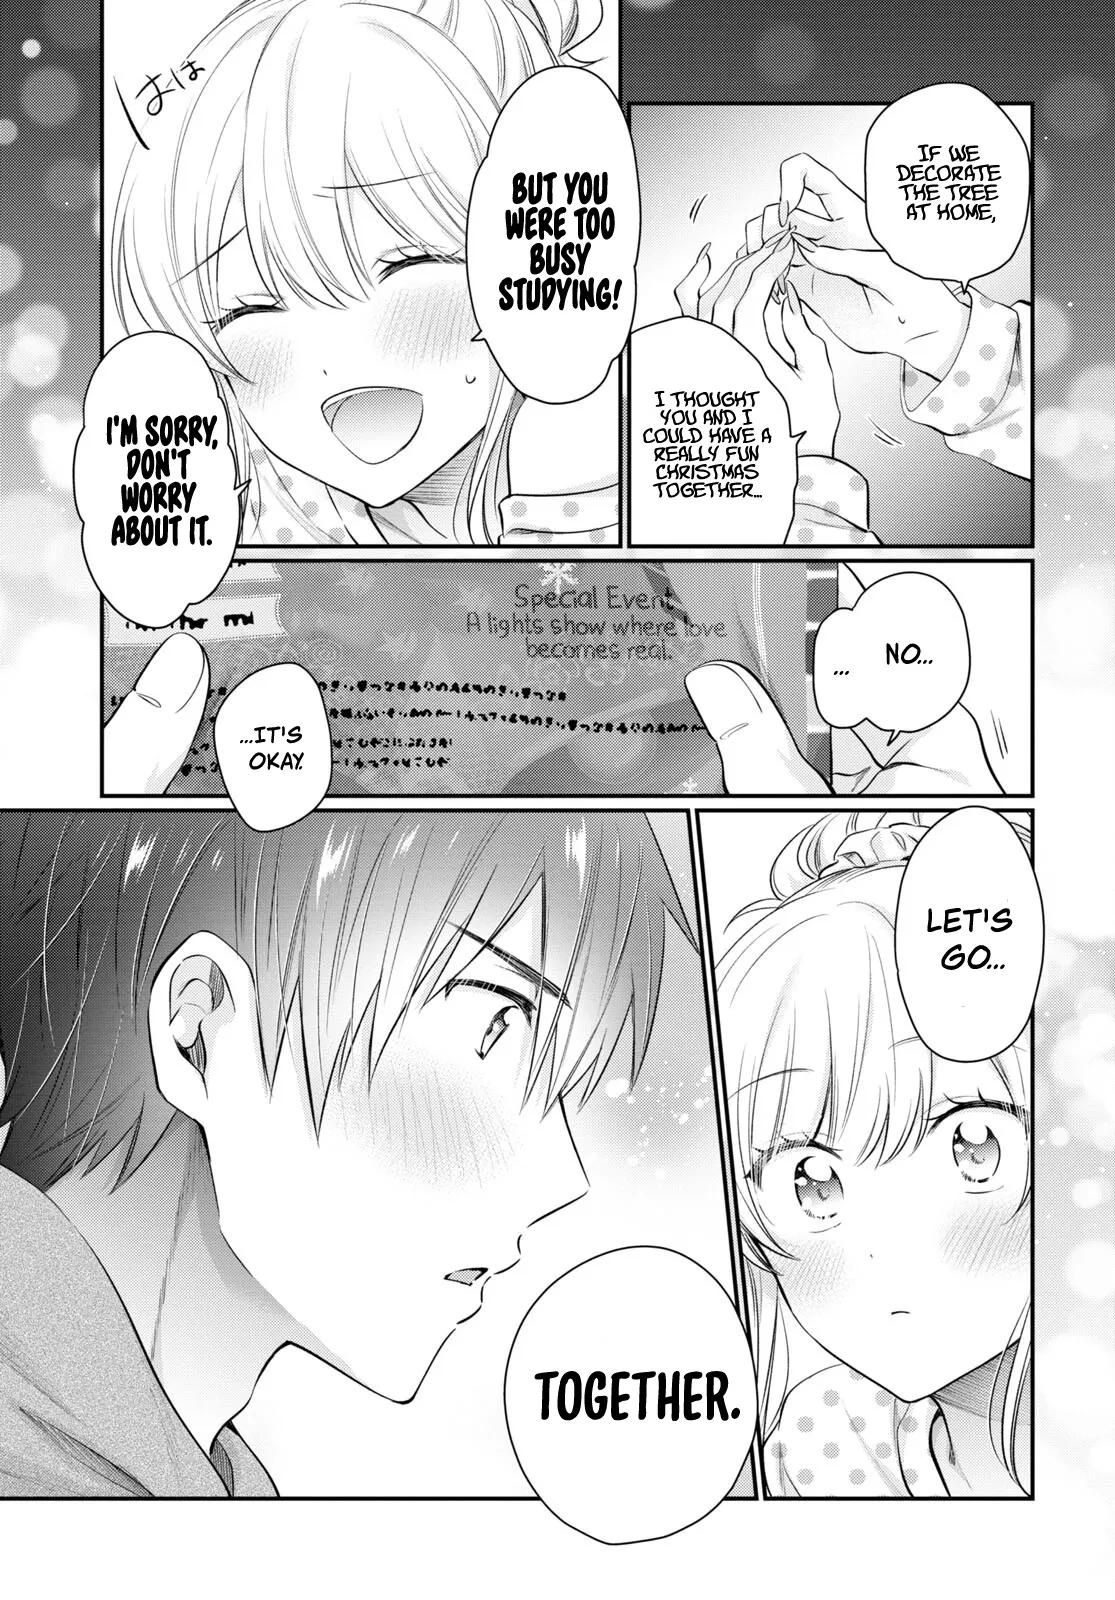 IF WE
DECORATE
THE TREE
AT HOME,
I THOUGHT
YOU AND I
COULD HAVE A
REALLY FUN
CHRISTMAS
TOGETHER...
BUT YOU
WERE TOO
BUSY
STUDYING!
あはは
I'M SORRY,
DON'T
WORRY
ABOUT IT.
... NO...
Special Event
A lights show where love
becomes real.
...IT'S
OKAY.
LET'S
GO...
TOGETHER.